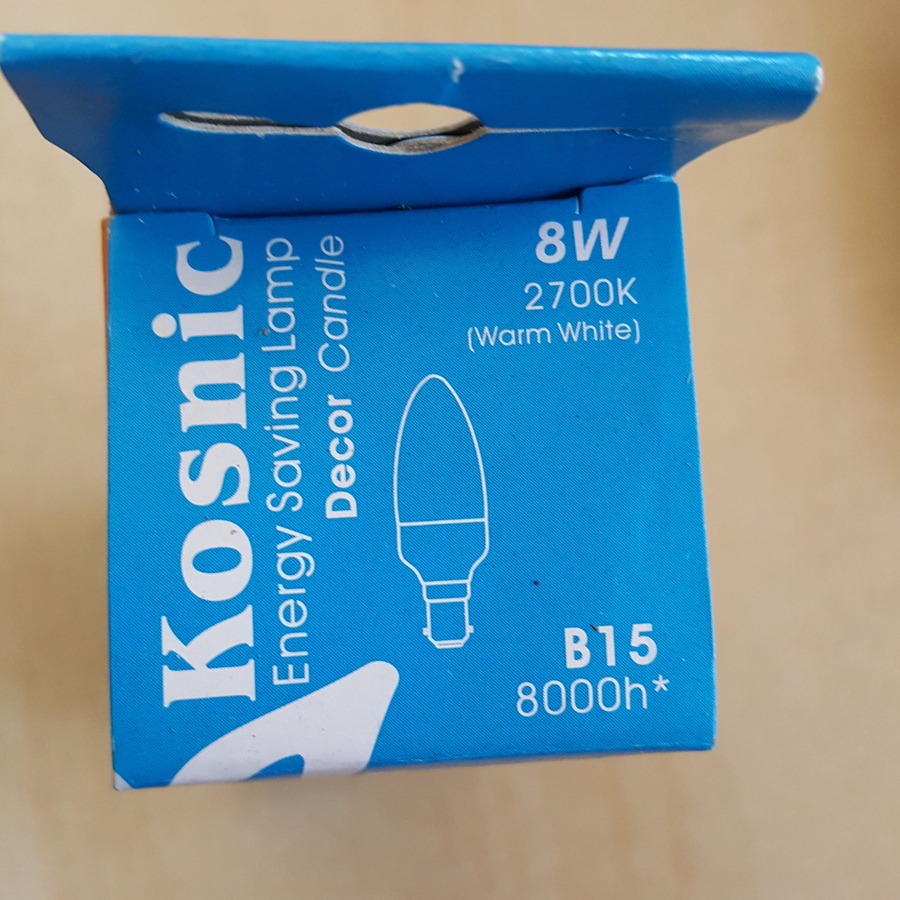 Kosnic
Energy Saving Lamp
Decor Candle
8W
2700K
(Warm White)
B15
8000h*